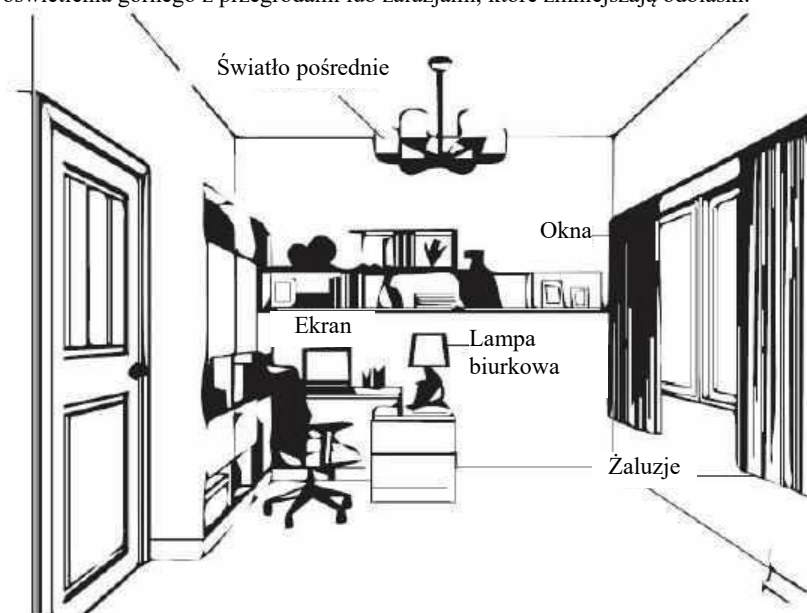 oświetlenia górnego z przegrodami lub żaluzjami, które zmniejszają odblaski.
Światło pośrednie
Okna
Ekran
Lampa
biurkowa
Żaluzje